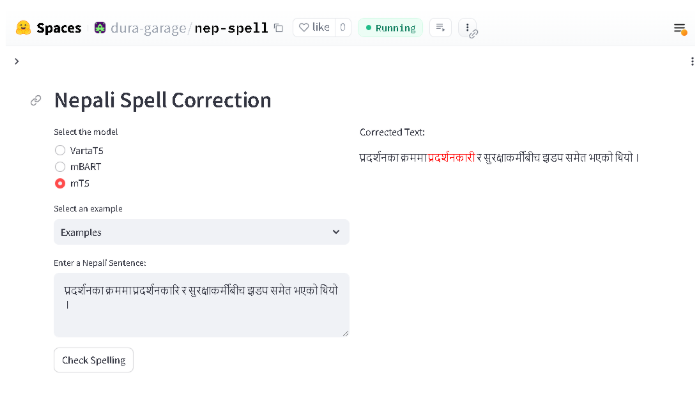 Spaces dura-garage/nep-spell like 0 Running
Nepali Spell Correction
Select the model
VartaT5
mBART
mT5
Select an example
Examples
Enter a Nepali Sentence:
प्रदर्शनका क्रममा प्रदर्शनकारि र सुरक्षाकर्मीबीच झडप समेत भएको थियो
।
Check Spelling
Corrected Text:
प्रदर्शनका क्रममा प्रदर्शनकारी र सुरक्षाकर्मीबीच झडप समेत भएको थियो ।